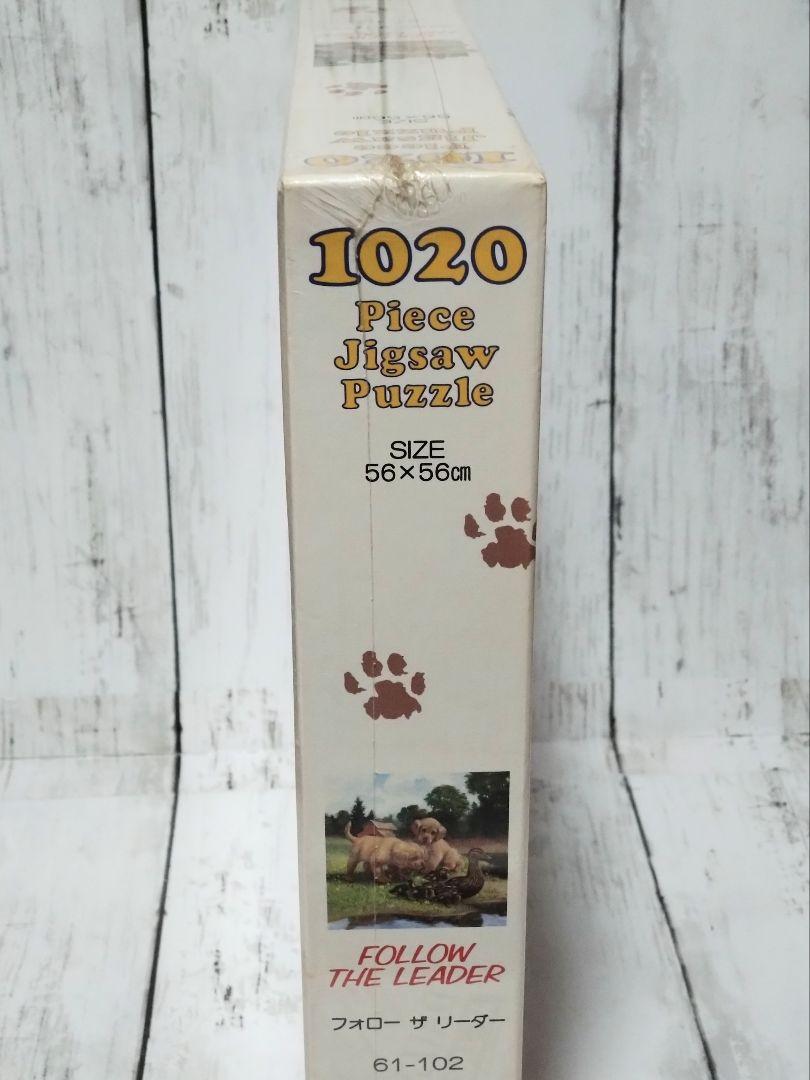 1020
Piece
Jigsaw
Puzzle
SIZE
56×56㎝
FOLLOW
THE LEADER
フォロー ザ リーダー
61-102